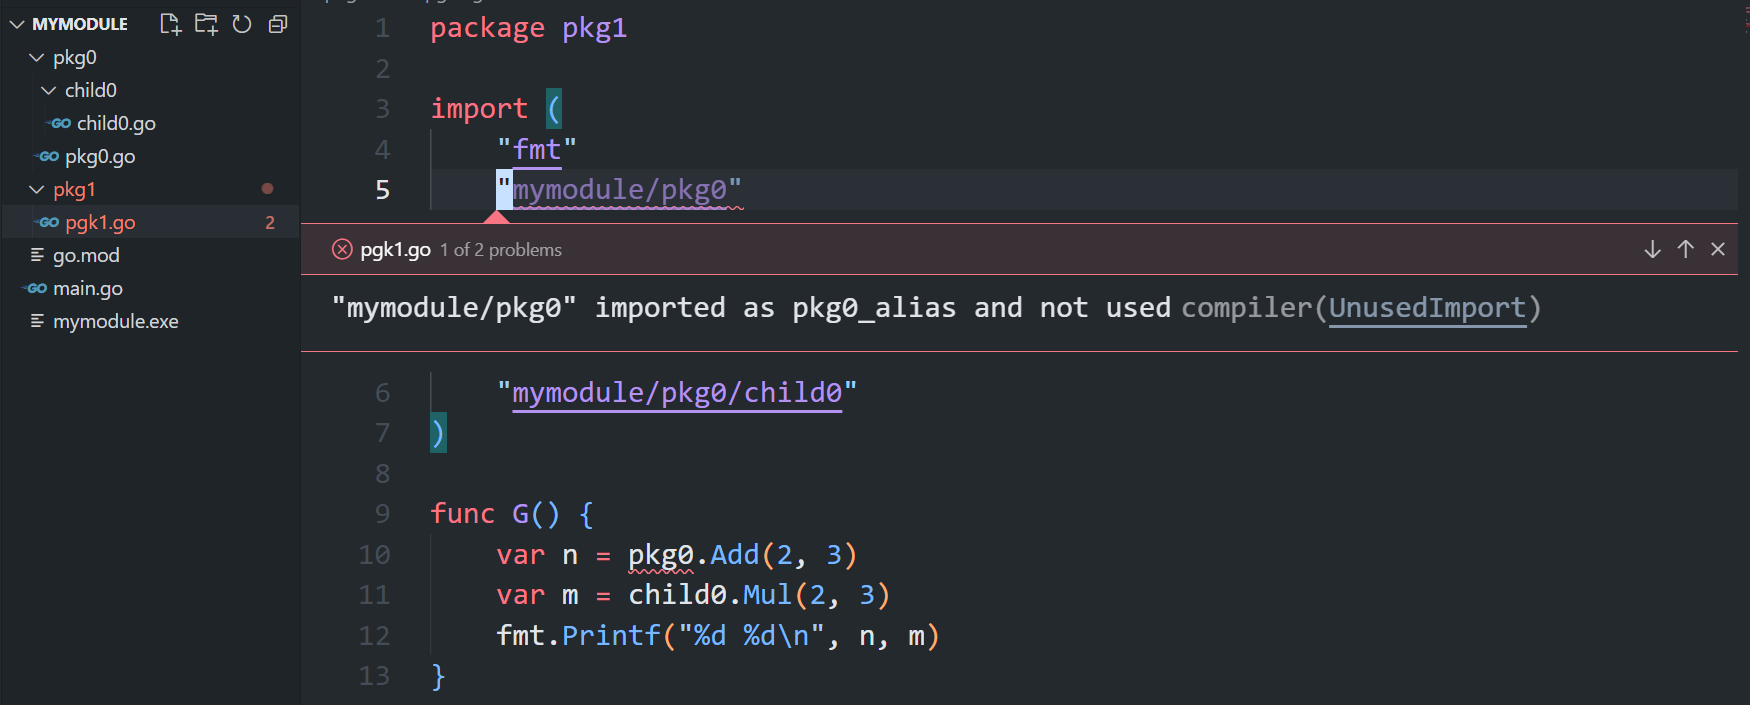 MYMODULE
pkg0
child0
GO child0.go
GO pkg0.go
pkg1
GO pgk1.go 2
go.mod
GO main.go
mymodule.exe
1 package pkg1
2
3 import (
4 "fmt"
5 "mymodule/pkg0"
pgk1.go 1 of 2 problems
"mymodule/pkg0" imported as pkg0_alias and not used compiler(UnusedImport)
6 "mymodule/pkg0/child0"
7 )
8
9 func G() {
10 var n = pkg0.Add(2, 3)
11 var m = child0.Mul(2, 3)
12 fmt.Printf("%d %d\n", n, m)
13 }